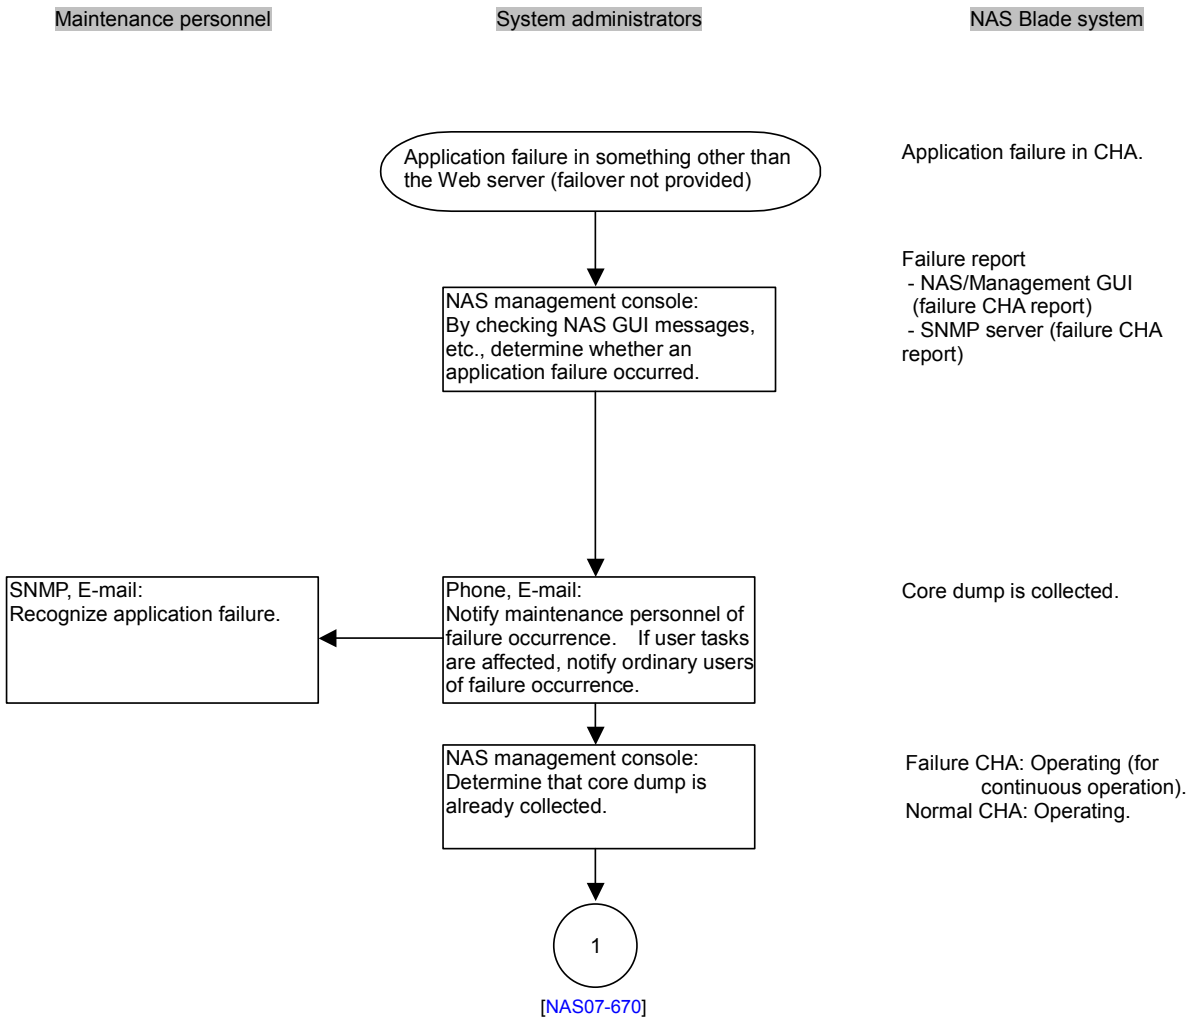 Maintenance personnel
System administrators
NAS Blade system
Application failure in something other than
the Web server (failover not provided)
Application failure in CHA.
Failure report
- NAS/Management GUI
(failure CHA report)
- SNMP server (failure CHA
report)
NAS management console:
By checking NAS GUI messages,
etc., determine whether an
application failure occurred.
SNMP, E-mail:
Recognize application failure.
Phone, E-mail:
Notify maintenance personnel of
failure occurrence. If user tasks
are affected, notify ordinary users
of failure occurrence.
Core dump is collected.
NAS management console:
Determine that core dump is
already collected.
Failure CHA: Operating (for
continuous operation).
Normal CHA: Operating.
1
[NAS07-670]